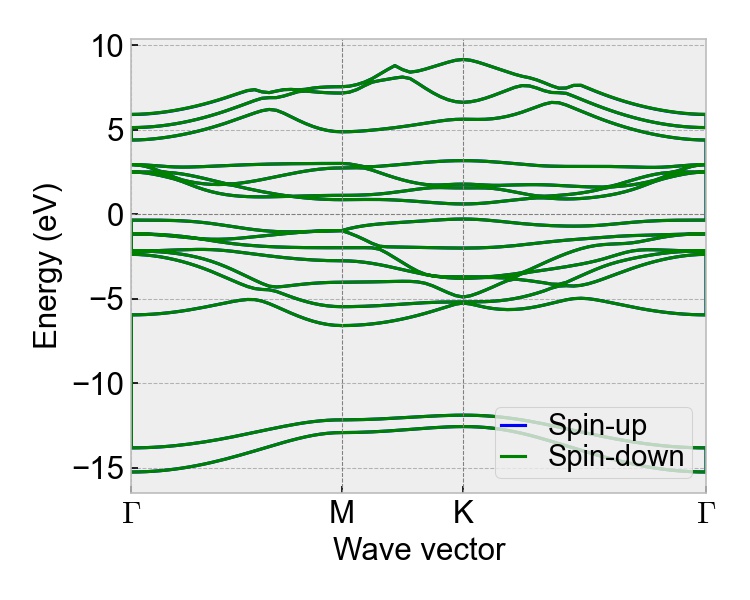 10
5
0
−5
−10
−15
Energy (eV)
Spin-up
Spin-down
Γ M K Γ
Wave vector